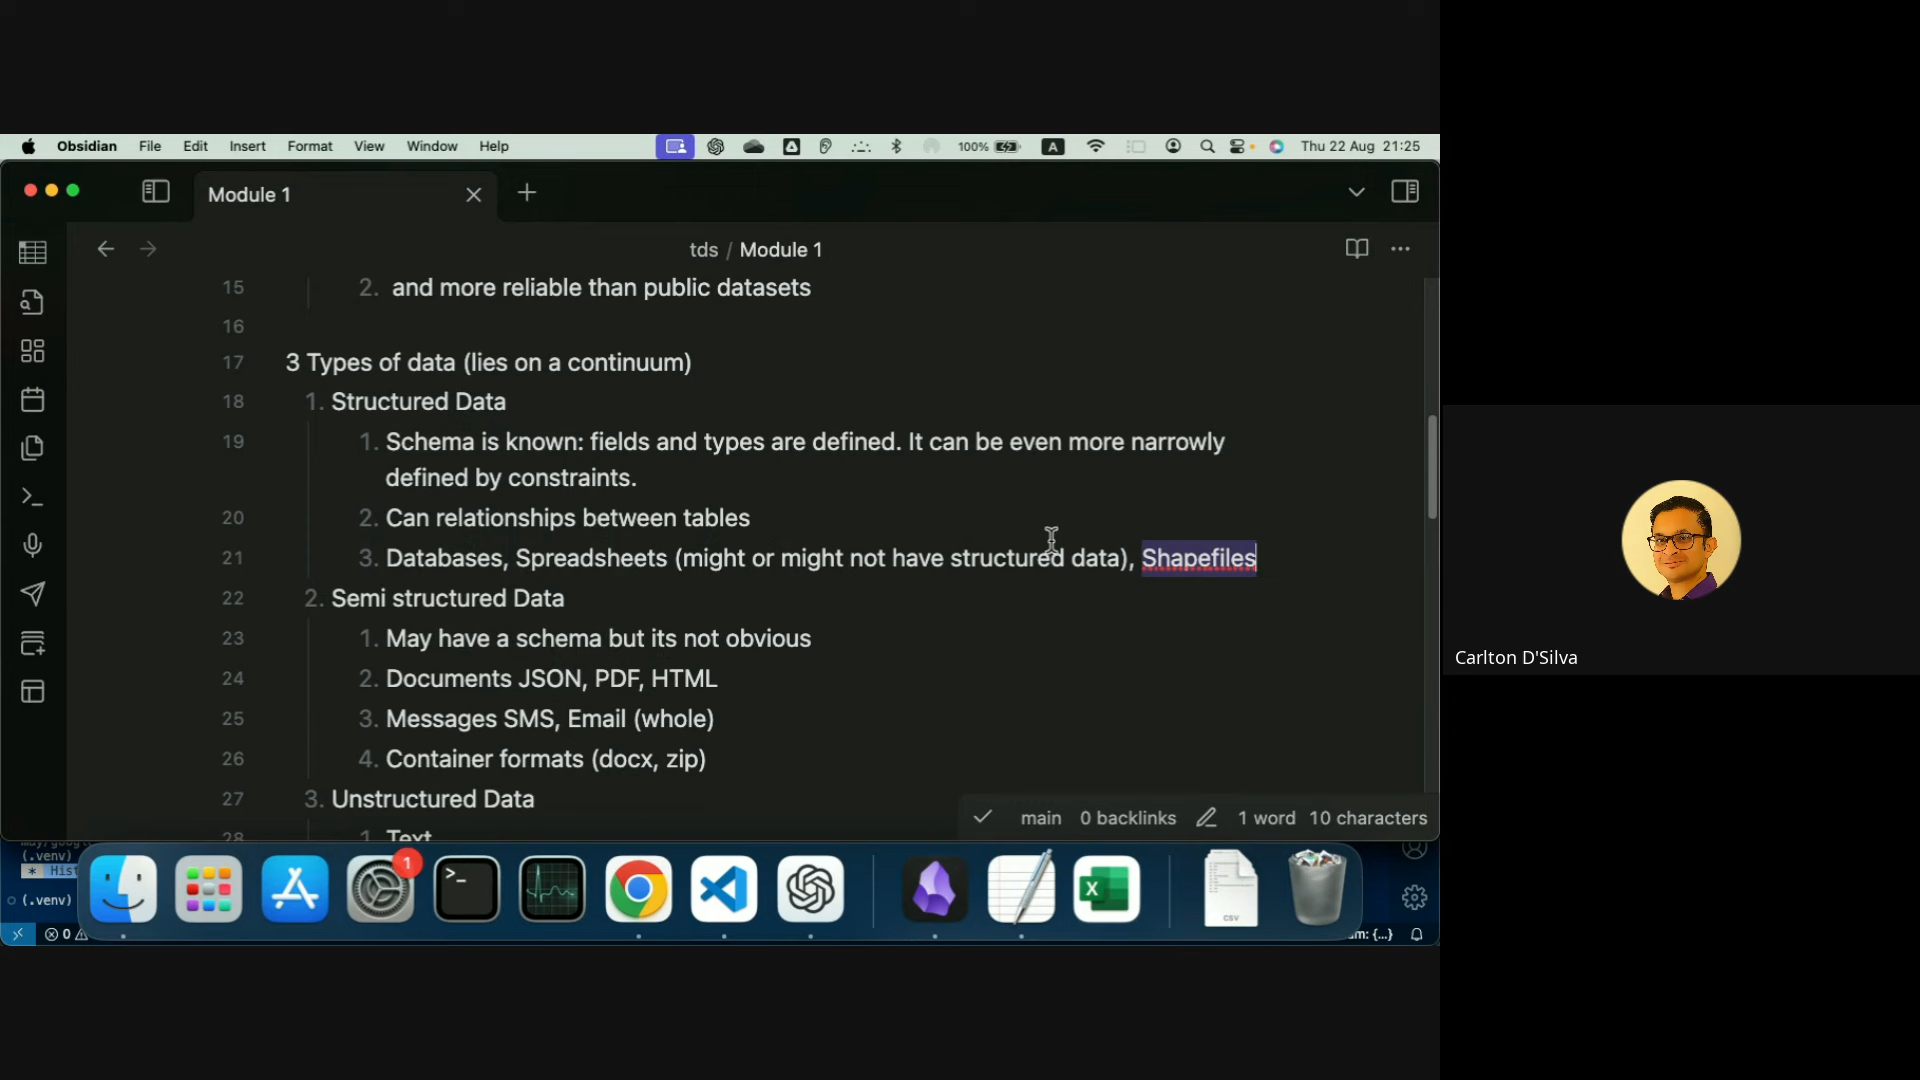 Obsidian File Edit Insert Format View Window Help 100% A Thu 22 Aug 21:25
Module 1
tds / Module 1
15 2. and more reliable than public datasets
16
17 3 Types of data (lies on a continuum)
18 1. Structured Data
19 1. Schema is known: fields and types are defined. It can be even more narrowly
defined by constraints.
20 2. Can relationships between tables
21 3. Databases, Spreadsheets (might or might not have structured data), Shapefiles
22 2. Semi structured Data
23 1. May have a schema but its not obvious
24 2. Documents JSON, PDF, HTML
25 3. Messages SMS, Email (whole)
26 4. Container formats (docx, zip)
27 3. Unstructured Data
28 1. Text
main 0 backlinks 1 word 10 characters
Carlton D'Silva
(.venv)
* Hist
1
(.venv)
CSV
0